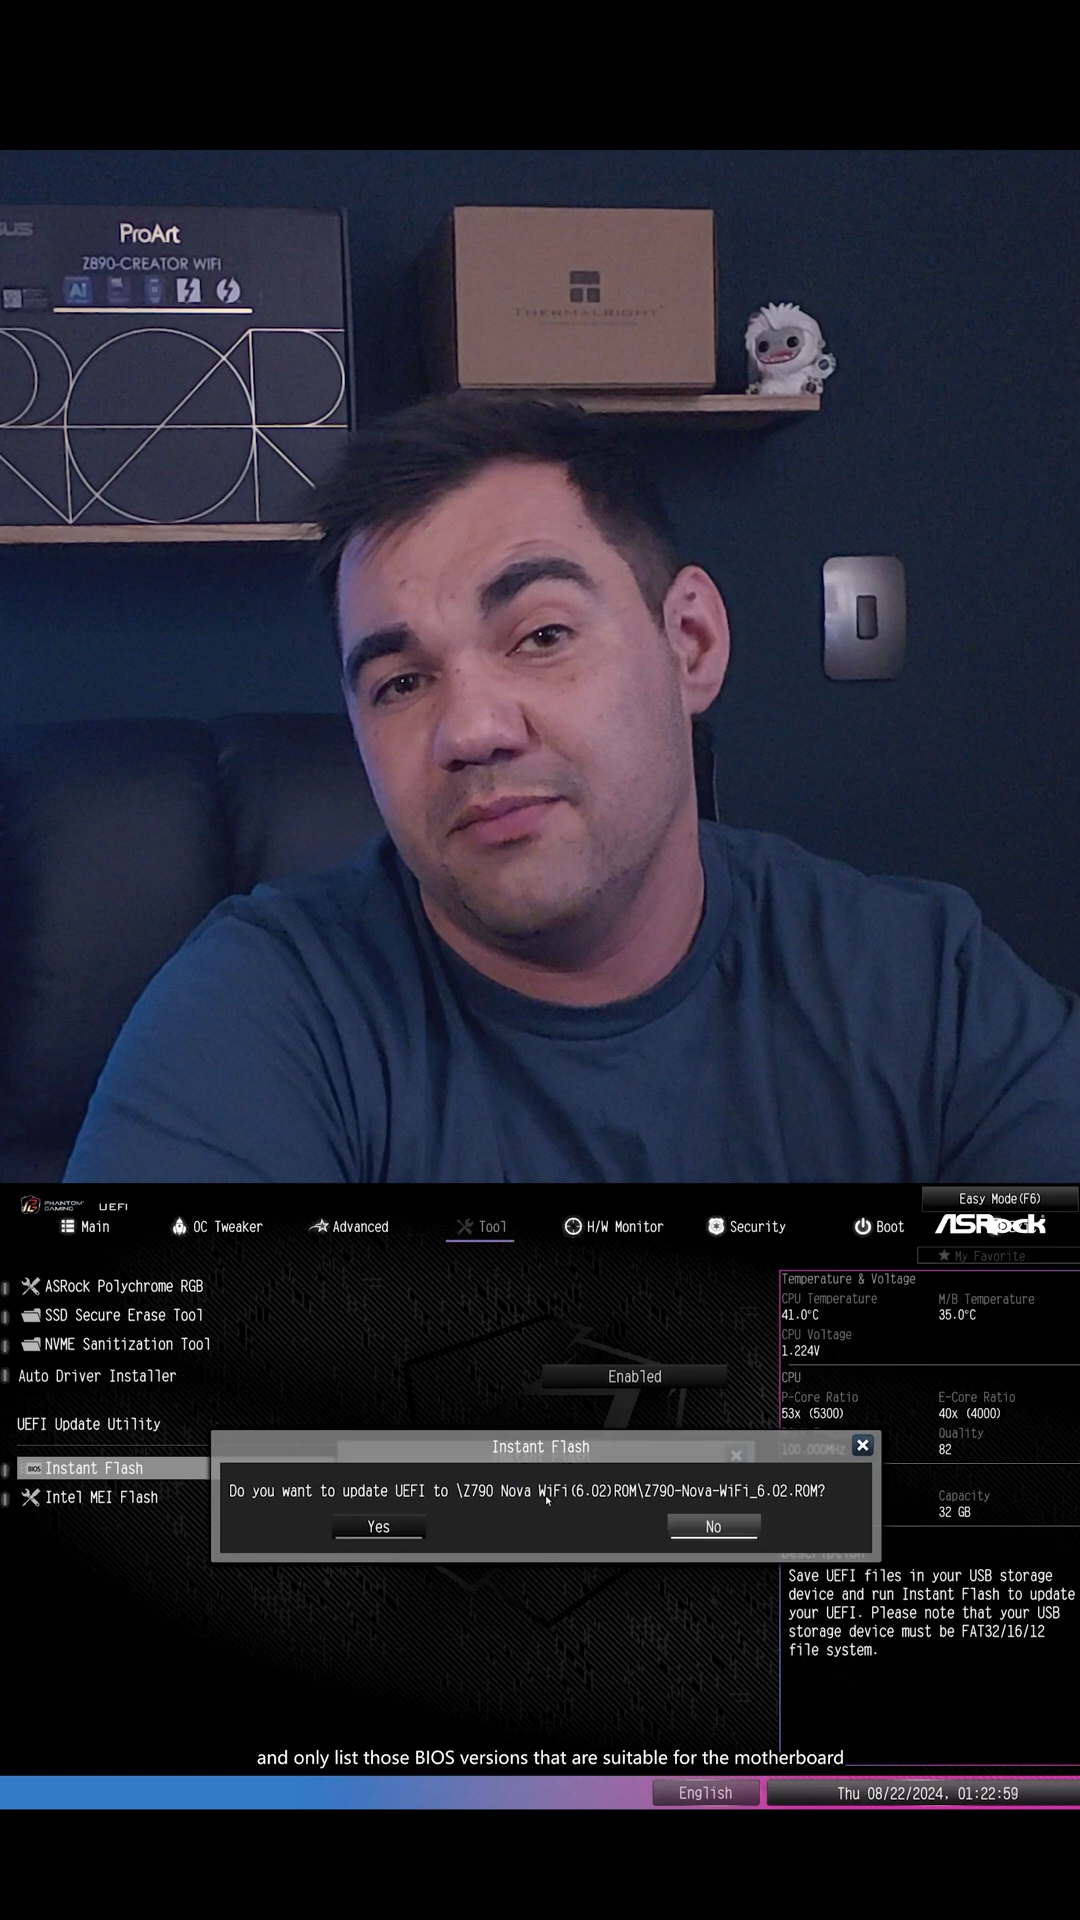 ProArt
Z890-CREATOR WIFI
Ai
THERMALRIGHT
PHANTOM GAMING UEFI
Easy Mode(F6)
Main OC Tweaker Advanced Tool H/W Monitor Security Boot
ASRock
My Favorite
ASRock Polychrome RGB
SSD Secure Erase Tool
NVME Sanitization Tool
Auto Driver Installer Enabled
UEFI Update Utility
BIOS Instant Flash
Intel MEI Flash
Instant Flash
Do you want to update UEFI to \Z790 Nova WiFi(6.02)ROM\Z790-Nova-WiFi_6.02.ROM?
Yes No
Temperature & Voltage
CPU Temperature M/B Temperature
41.0°C 35.0°C
CPU Voltage
1.224V
CPU
P-Core Ratio E-Core Ratio
53x (5300) 40x (4000)
Quality
100.000MHz 82
Capacity
32 GB
Description
Save UEFI files in your USB storage
device and run Instant Flash to update
your UEFI. Please note that your USB
storage device must be FAT32/16/12
file system.
and only list those BIOS versions that are suitable for the motherboard
English Thu 08/22/2024, 01:22:59